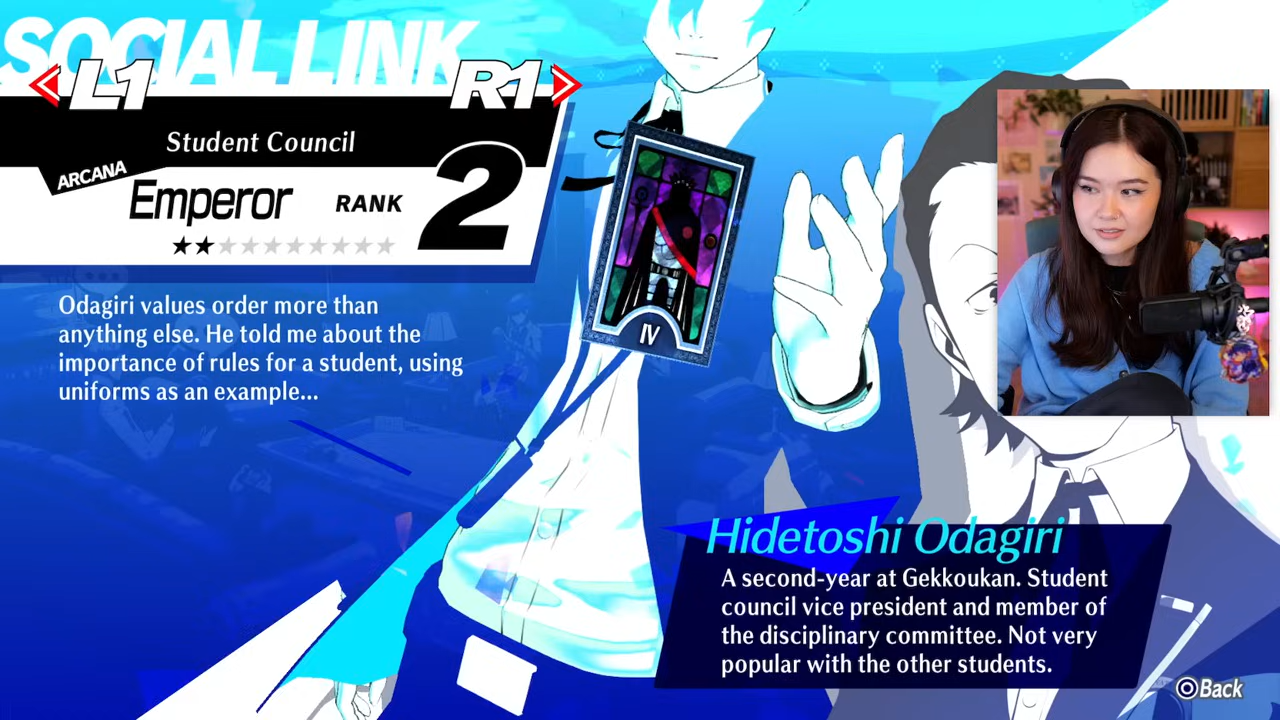 SOCIAL LINK
L1
R1
Student Council
ARCANA
Emperor
RANK
2
IV
Odagiri values order more than
anything else. He told me about the
importance of rules for a student, using
uniforms as an example...
Hidetoshi Odagiri
A second-year at Gekkoukan. Student
council vice president and member of
the disciplinary committee. Not very
popular with the other students.
Back